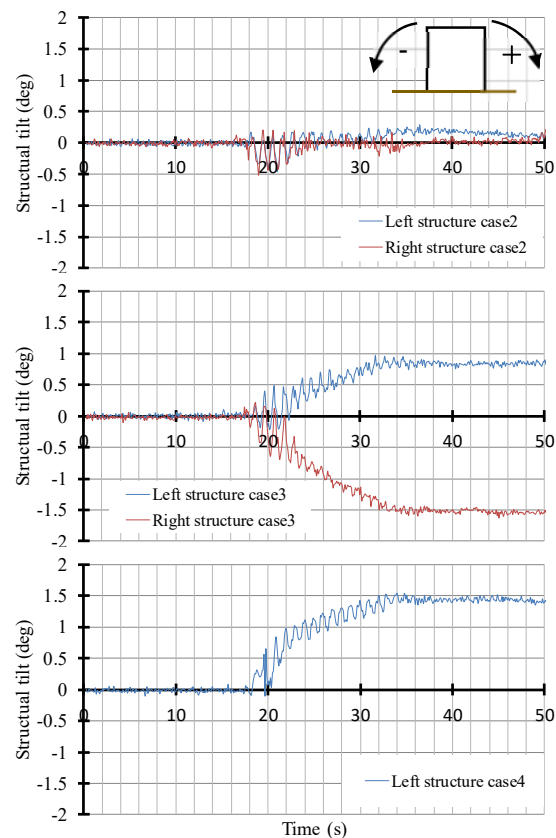 2
1.5
1
0.5
0
-0.5
-1
-1.5
-2
Structual tilt (deg)
- +
0 10 20 30 40 50
Left structure case2
Right structure case2
2
1.5
1
0.5
0
-0.5
-1
-1.5
-2
Structual tilt (deg)
0 10 20 30 40 50
Left structure case3
Right structure case3
2
1.5
1
0.5
0
-0.5
-1
-1.5
-2
Structual tilt (deg)
0 10 20 30 40 50
Left structure case4
Time (s)